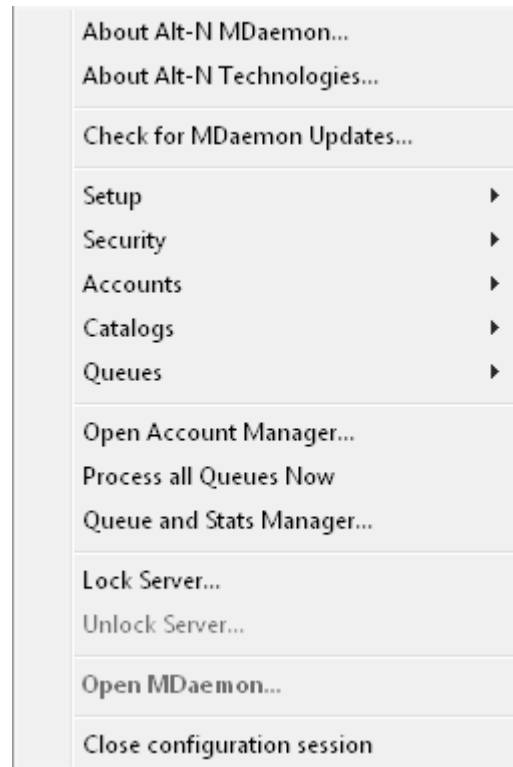 About Alt-N MDaemon...
About Alt-N Technologies...
Check for MDaemon Updates...
Setup
Security
Accounts
Catalogs
Queues
Open Account Manager...
Process all Queues Now
Queue and Stats Manager...
Lock Server...
Unlock Server...
Open MDaemon...
Close configuration session